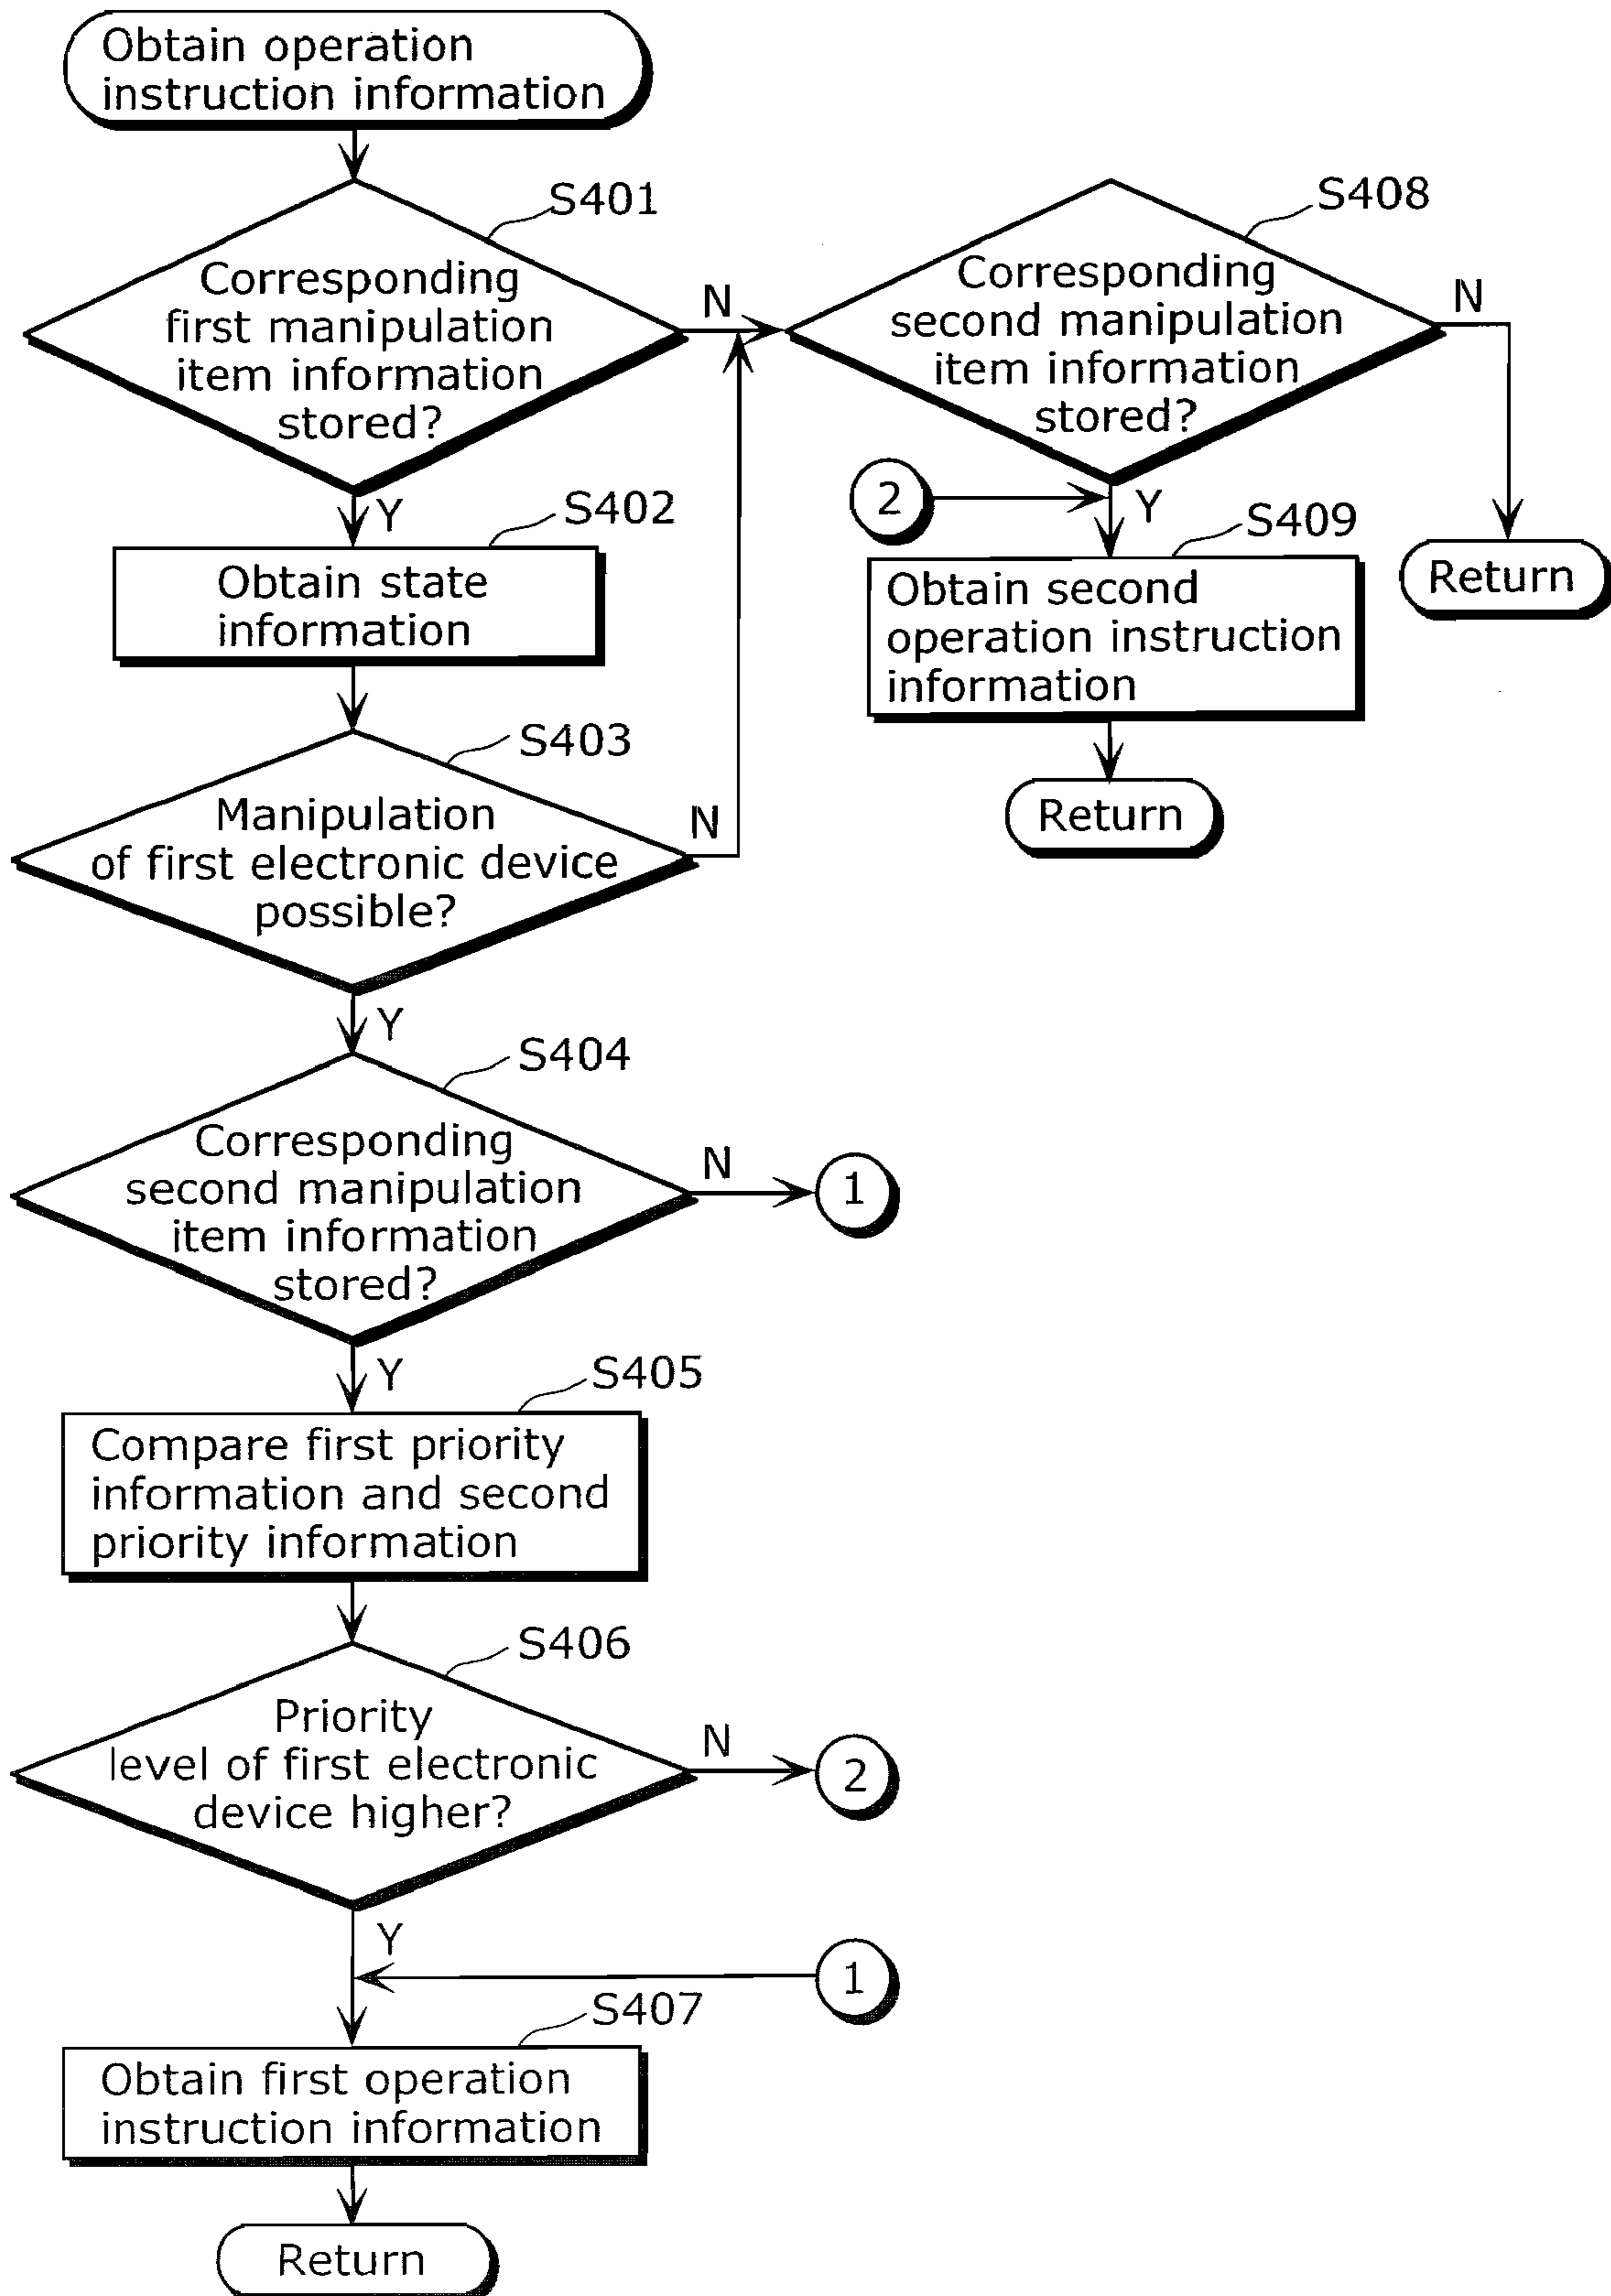 Obtain operation
instruction information
S401
Corresponding
first manipulation
item information
stored?
N
Y
S402
Obtain state
information
S403
Manipulation
of first electronic device
possible?
N
Y
S404
Corresponding
second manipulation
item information
stored?
N
1
Y
S405
Compare first priority
information and second
priority information
S406
Priority
level of first electronic
device higher?
N
2
Y
1
S407
Obtain first operation
instruction information
Return
S408
Corresponding
second manipulation
item information
stored?
N
Return
2
Y
S409
Obtain second
operation instruction
information
Return